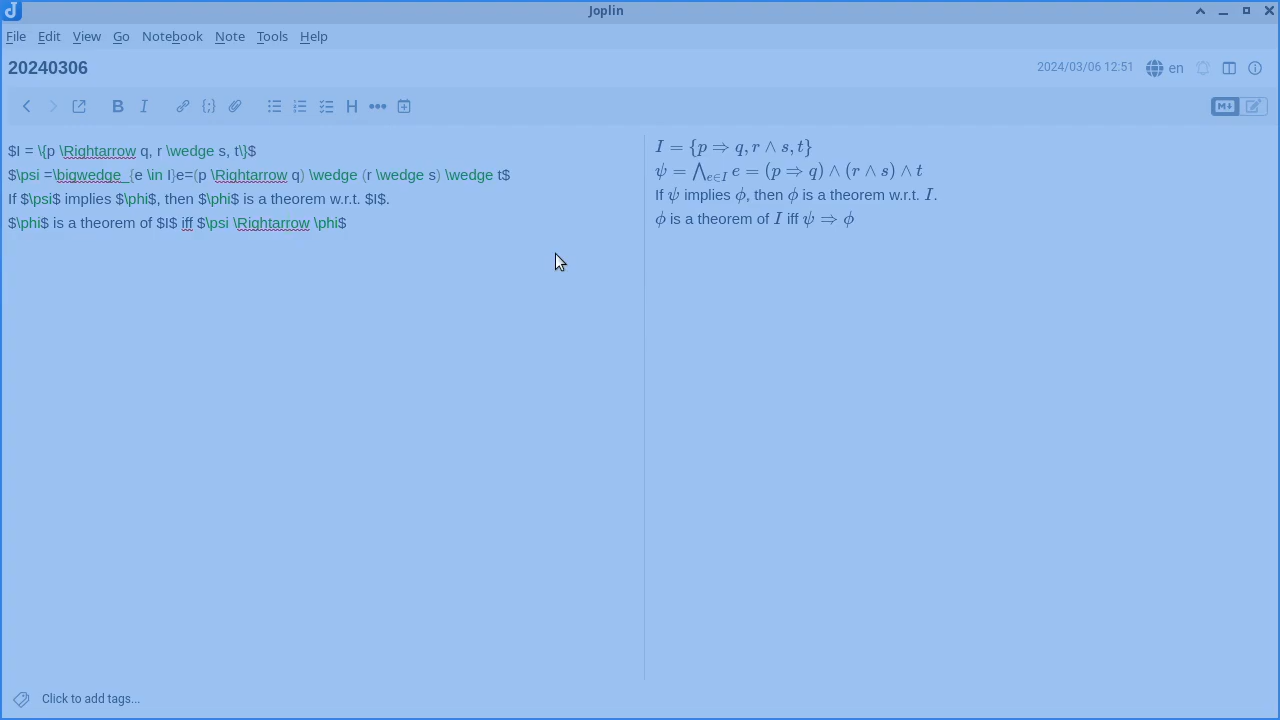 Joplin
File Edit View Go Notebook Note Tools Help
20240306
2024/03/06 12:51 en
B I {;} H M↓
$I = \{p \Rightarrow q, r \wedge s, t\}$
$\psi =\bigwedge_{e \in I}e=(p \Rightarrow q) \wedge (r \wedge s) \wedge t$
If $\psi$ implies $\phi$, then $\phi$ is a theorem w.r.t. $I$.
$\phi$ is a theorem of $I$ iff $\psi \Rightarrow \phi$
I = {p ⇒ q, r ∧ s, t}
ψ = ⋀e∈I e = (p ⇒ q) ∧ (r ∧ s) ∧ t
If ψ implies ϕ, then ϕ is a theorem w.r.t. I.
ϕ is a theorem of I iff ψ ⇒ ϕ
Click to add tags...